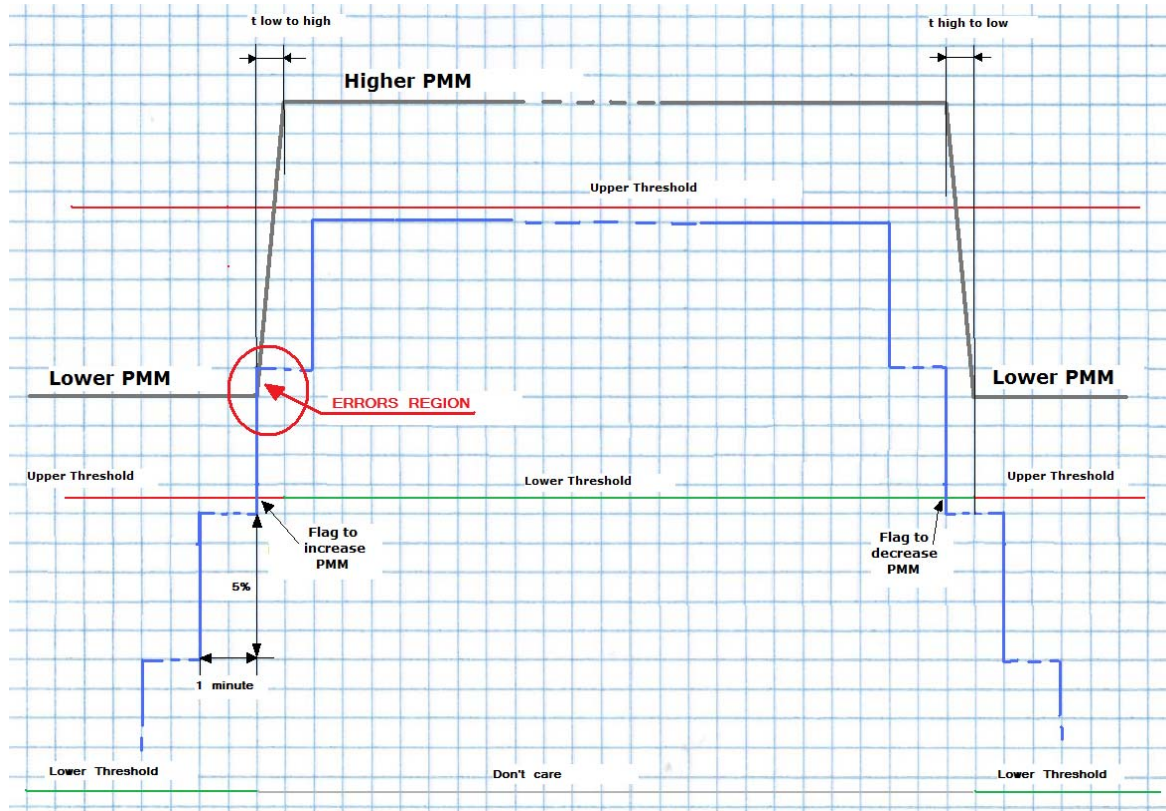 t low to high
t high to low
Higher PMM
Upper Threshold
Lower PMM
Lower PMM
ERRORS REGION
Upper Threshold
Lower Threshold
Upper Threshold
Flag to
increase
PMM
Flag to
decrease
PMM
5%
1 minute
Lower Threshold
Don't care
Lower Threshold